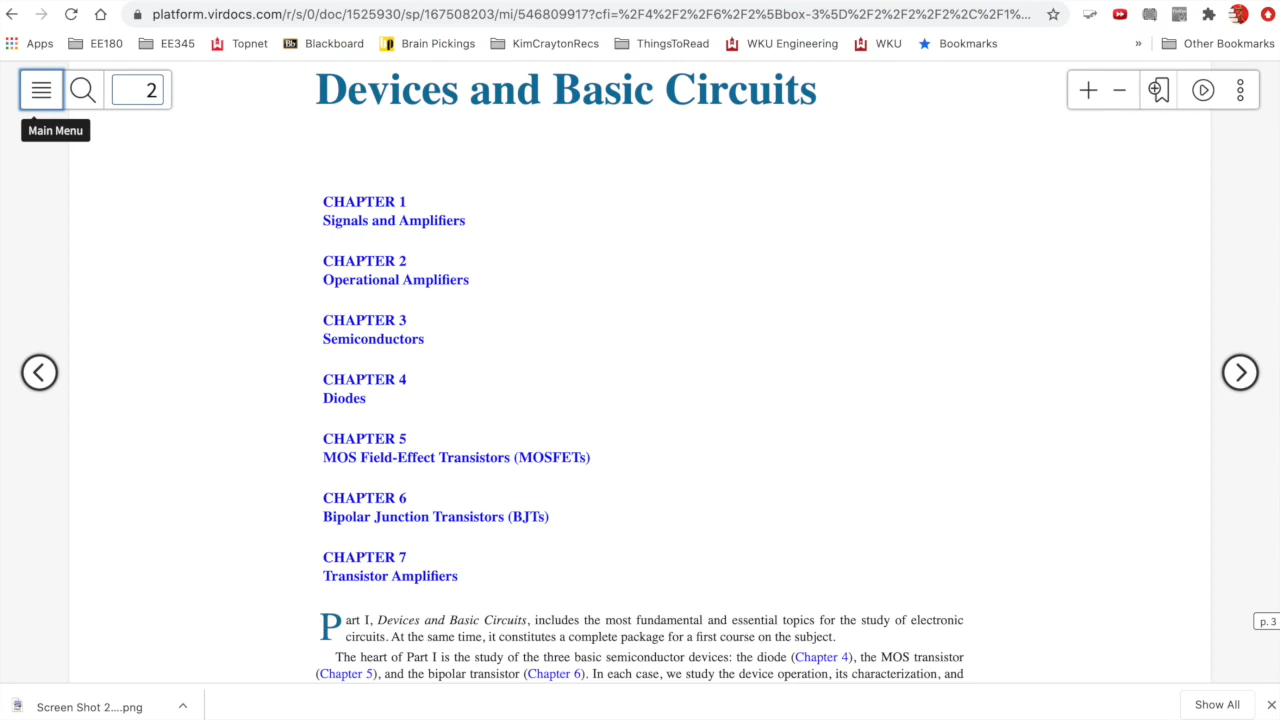 platform.virdocs.com/r/s/0/doc/1525930/sp/167508203/mi/546809917?cfi=%2F4%2F2%2F6%2F2%5Bbox-3%5D%2F2%2F2%2F2%2C%2F1%...
Apps EE180 EE345 Topnet Bb Blackboard Brain Pickings KimCraytonRecs ThingsToRead WKU Engineering WKU Bookmarks » Other Bookmarks
2
Main Menu
Devices and Basic Circuits
CHAPTER 1
Signals and Amplifiers
CHAPTER 2
Operational Amplifiers
CHAPTER 3
Semiconductors
CHAPTER 4
Diodes
CHAPTER 5
MOS Field-Effect Transistors (MOSFETs)
CHAPTER 6
Bipolar Junction Transistors (BJTs)
CHAPTER 7
Transistor Amplifiers
Part I, Devices and Basic Circuits, includes the most fundamental and essential topics for the study of electronic
circuits. At the same time, it constitutes a complete package for a first course on the subject.
p. 3
The heart of Part I is the study of the three basic semiconductor devices: the diode (Chapter 4), the MOS transistor
(Chapter 5), and the bipolar transistor (Chapter 6). In each case, we study the device operation, its characterization, and
Screen Shot 2....png
Show All